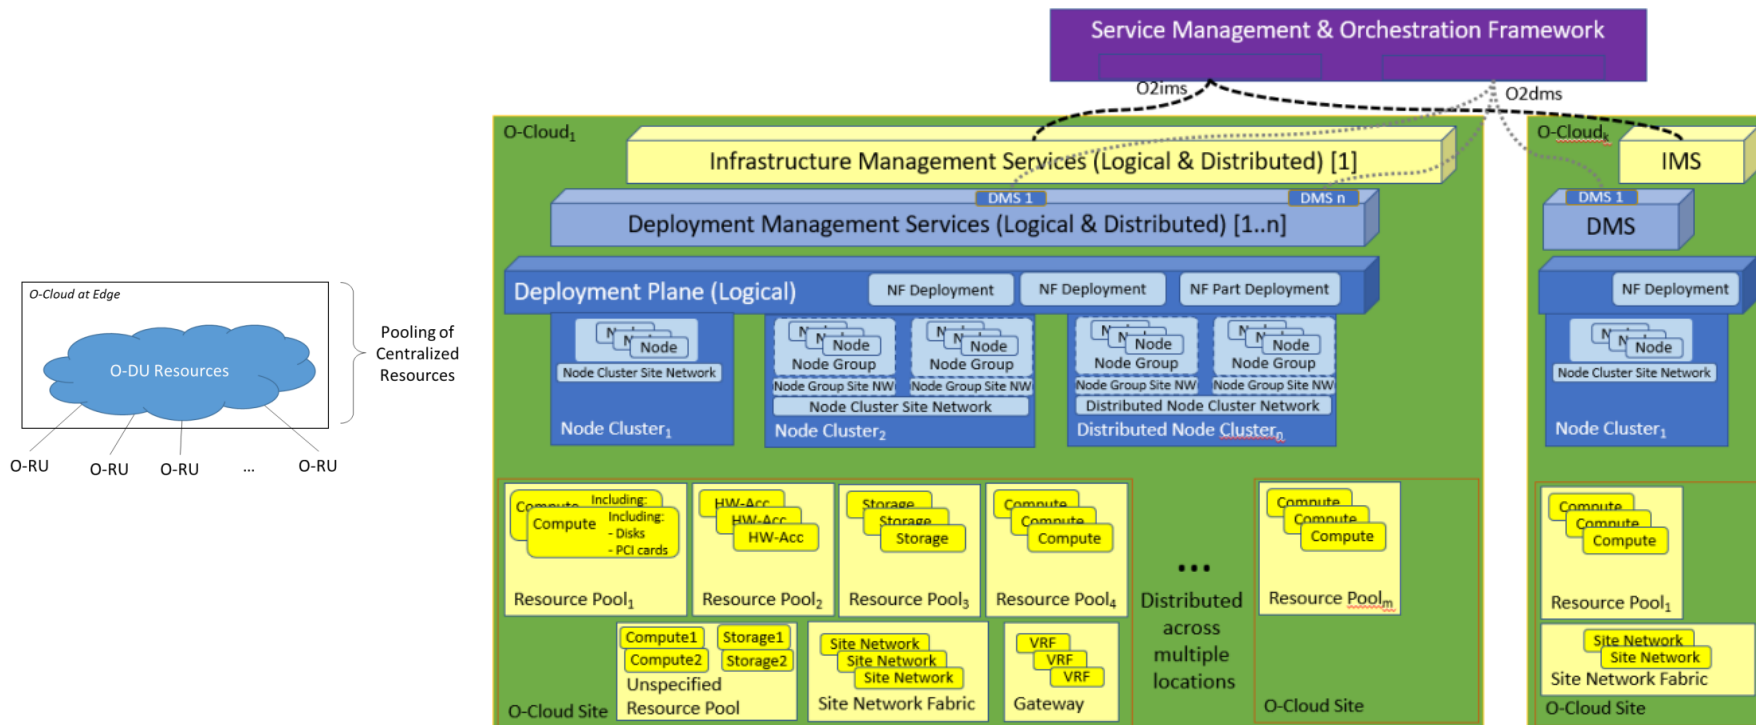 O-Cloud at Edge
O-DU Resources
Pooling of
Centralized
Resources
O-RU
O-RU
O-RU
...
O-RU
Service Management & Orchestration Framework
O2ims
O2dms
O-Cloud1
Infrastructure Management Services (Logical & Distributed) [1]
DMS 1
DMS n
Deployment Management Services (Logical & Distributed) [1..n]
Deployment Plane (Logical)
NF Deployment
NF Deployment
NF Part Deployment
Node
Node Cluster Site Network
Node Cluster1
Node
Node Group
Node Group Site NW
Node
Node Group
Node Group Site NW
Node Cluster Site Network
Node Cluster2
Node
Node Group
Node Group Site NW
Node
Node Group
Node Group Site NW
Distributed Node Cluster Network
Distributed Node Clustern
Compute
Including:
Compute
Including:
- Disks
- PCI cards
Resource Pool1
HW-Acc
HW-Acc
HW-Acc
Resource Pool2
Storage
Storage
Storage
Resource Pool3
Compute
Compute
Compute
Resource Pool4
...
Distributed
across
multiple
locations
Compute
Compute
Compute
Resource Poolm
O-Cloud Site
Compute1
Storage1
Compute2
Storage2
Unspecified
Resource Pool
Site Network
Site Network
Site Network
Site Network Fabric
VRF
VRF
VRF
Gateway
O-Cloud Site
O-Cloudk
IMS
DMS 1
DMS
NF Deployment
Node
Node Cluster Site Network
Node Cluster1
Compute
Compute
Compute
Resource Pool1
Site Network
Site Network
Site Network Fabric
O-Cloud Site